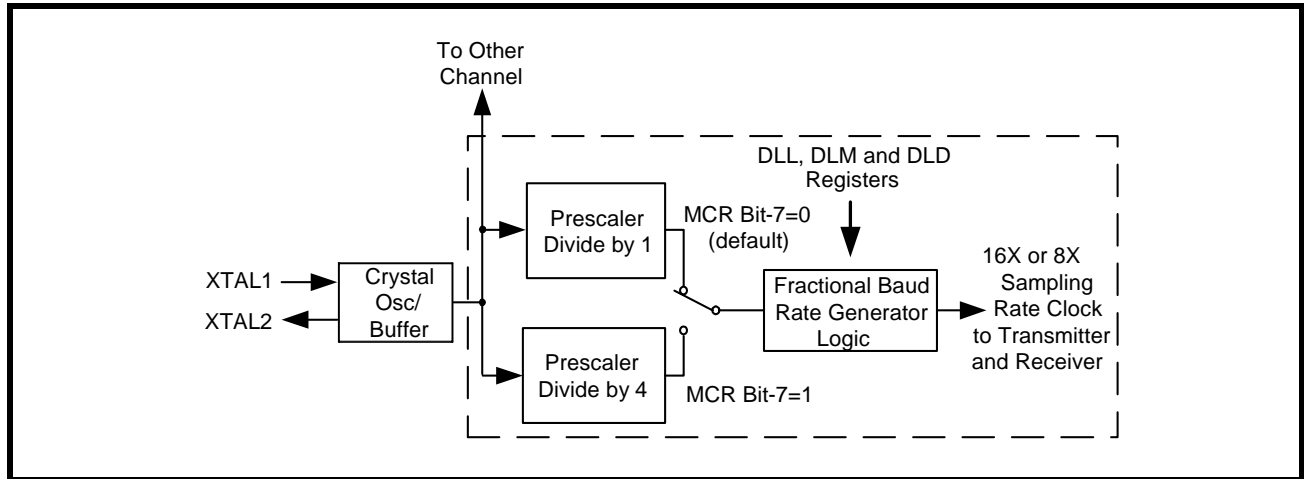 To Other
Channel
DLL, DLM and DLD
Registers
Prescaler
Divide by 1
MCR Bit-7=0
(default)
XTAL1
XTAL2
Crystal
Osc/
Buffer
Fractional Baud
Rate Generator
Logic
16X or 8X
Sampling
Rate Clock
to Transmitter
and Receiver
Prescaler
Divide by 4
MCR Bit-7=1